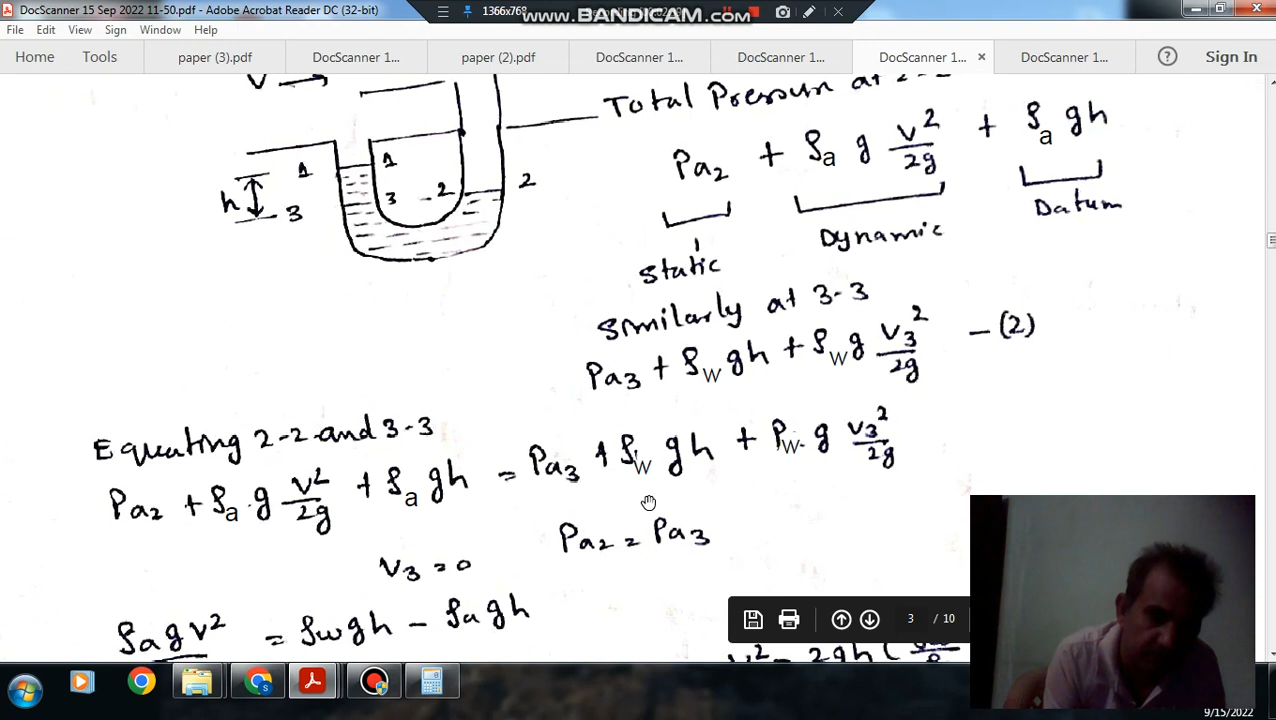 DocScanner 15 Sep 2022 11-50.pdf - Adobe Acrobat Reader DC (32-bit)
1366x768
www.BANDICAM.com
File Edit View Sign Window Help
Home Tools paper (3).pdf DocScanner 1... paper (2).pdf DocScanner 1... DocScanner 1... DocScanner 1... × DocScanner 1... Sign In
V →
Total Pressure at 2-2
Pa2 + ρa g v²/2g + ρa gh
1 1
h 3 3 -2 2
Static Dynamic Datum
Similarly at 3-3
Pa3 + ρw gh + ρw g v3²/2g — (2)
Equating 2-2 and 3-3
Pa2 + ρa·g v²/2g + ρa gh = Pa3 + ρw gh + ρw·g v3²/2g
v3 = 0 Pa2 = Pa3
ρa g v² = ρw gh - ρa gh
3 / 10
v² = 2gh (
9/15/2022